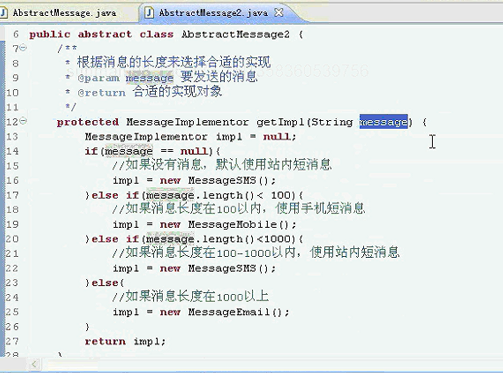 AbstractMessage.java AbstractMessage2.java
6 public abstract class AbstractMessage2 {
7 /**
8 * 根据消息的长度来选择合适的实现
9 * @param message 要发送的消息
10 * @return 合适的实现对象
11 */
12 protected MessageImplementor getImpl(String message) {
13 MessageImplementor impl = null;
14 if(message == null){
15 //如果没有消息，默认使用站内短消息
16 impl = new MessageSMS();
17 }else if(message.length()< 100){
18 //如果消息长度在100以内，使用手机短消息
19 impl = new MessageMobile();
20 }else if(message.length()<1000){
21 //如果消息长度在100-1000以内，使用站内短消息
22 impl = new MessageSMS();
23 }else{
24 //如果消息长度在1000以上
25 impl = new MessageEmail();
26 }
27 return impl;
28 }